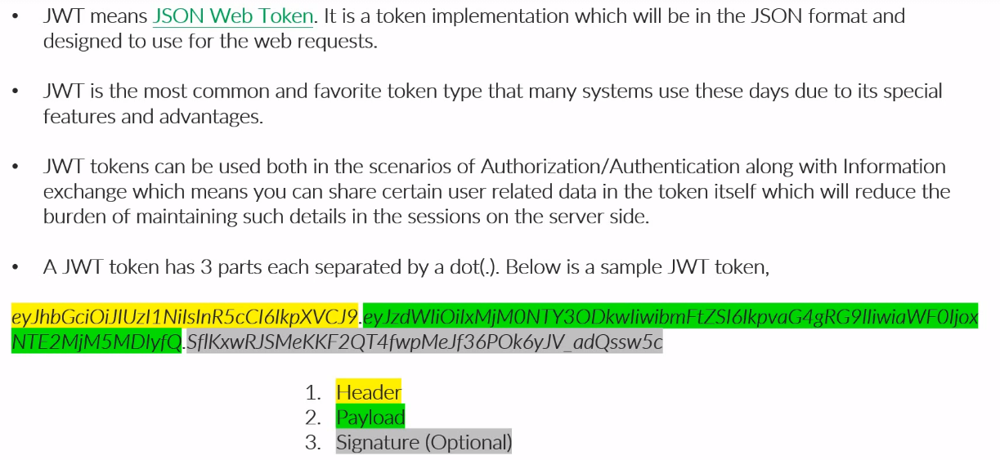 • JWT means JSON Web Token. It is a token implementation which will be in the JSON format and
designed to use for the web requests.
• JWT is the most common and favorite token type that many systems use these days due to its special
features and advantages.
• JWT tokens can be used both in the scenarios of Authorization/Authentication along with Information
exchange which means you can share certain user related data in the token itself which will reduce the
burden of maintaining such details in the sessions on the server side.
• A JWT token has 3 parts each separated by a dot(.). Below is a sample JWT token,
eyJhbGciOiJIUzI1NiIsInR5cCI6IkpXVCJ9.eyJzdWIiOiIxMjM0NTY3ODkwIiwibmFtZSI6IkpvaG4gRG9lIiwiaWF0Ijox
NTE2MjM5MDIyfQ.SflKxwRJSMeKKF2QT4fwpMeJf36POk6yJV_adQssw5c
1. Header
2. Payload
3. Signature (Optional)